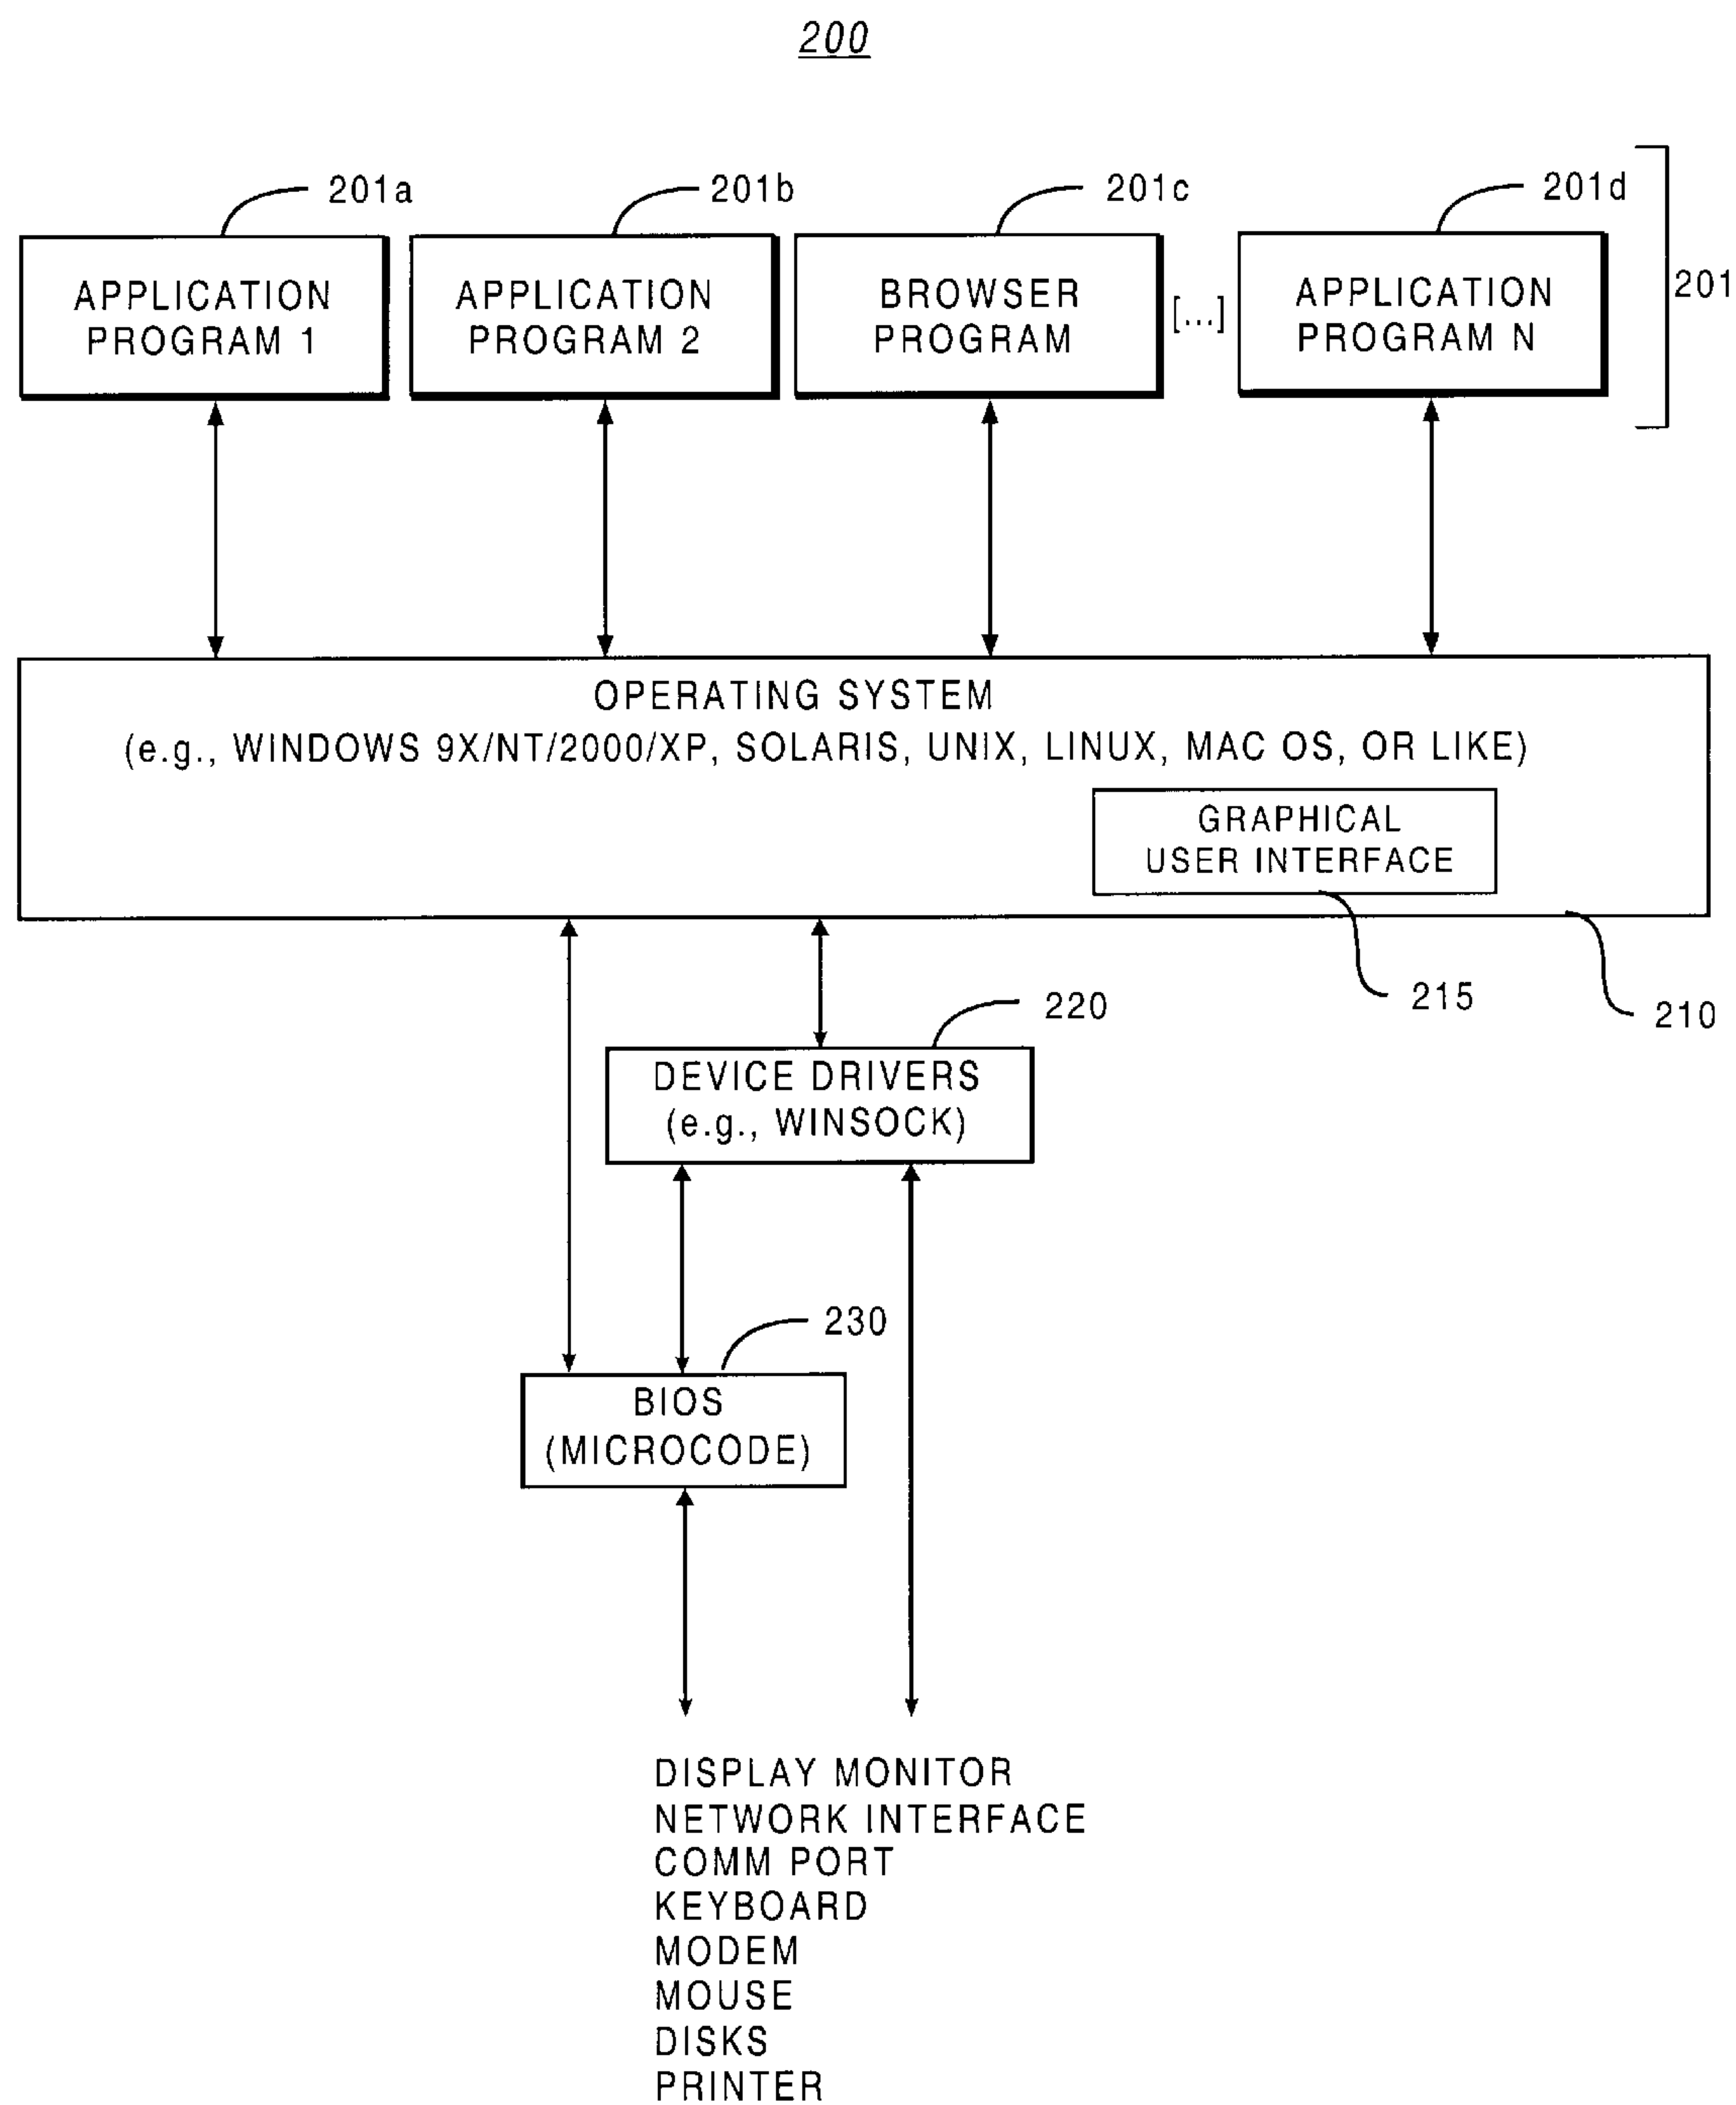 200
201a
201b
201c
201d
APPLICATION
PROGRAM 1
APPLICATION
PROGRAM 2
BROWSER
PROGRAM
[...]
APPLICATION
PROGRAM N
201
OPERATING SYSTEM
(e.g., WINDOWS 9X/NT/2000/XP, SOLARIS, UNIX, LINUX, MAC OS, OR LIKE)
GRAPHICAL
USER INTERFACE
215
210
220
DEVICE DRIVERS
(e.g., WINSOCK)
230
BIOS
(MICROCODE)
DISPLAY MONITOR
NETWORK INTERFACE
COMM PORT
KEYBOARD
MODEM
MOUSE
DISKS
PRINTER